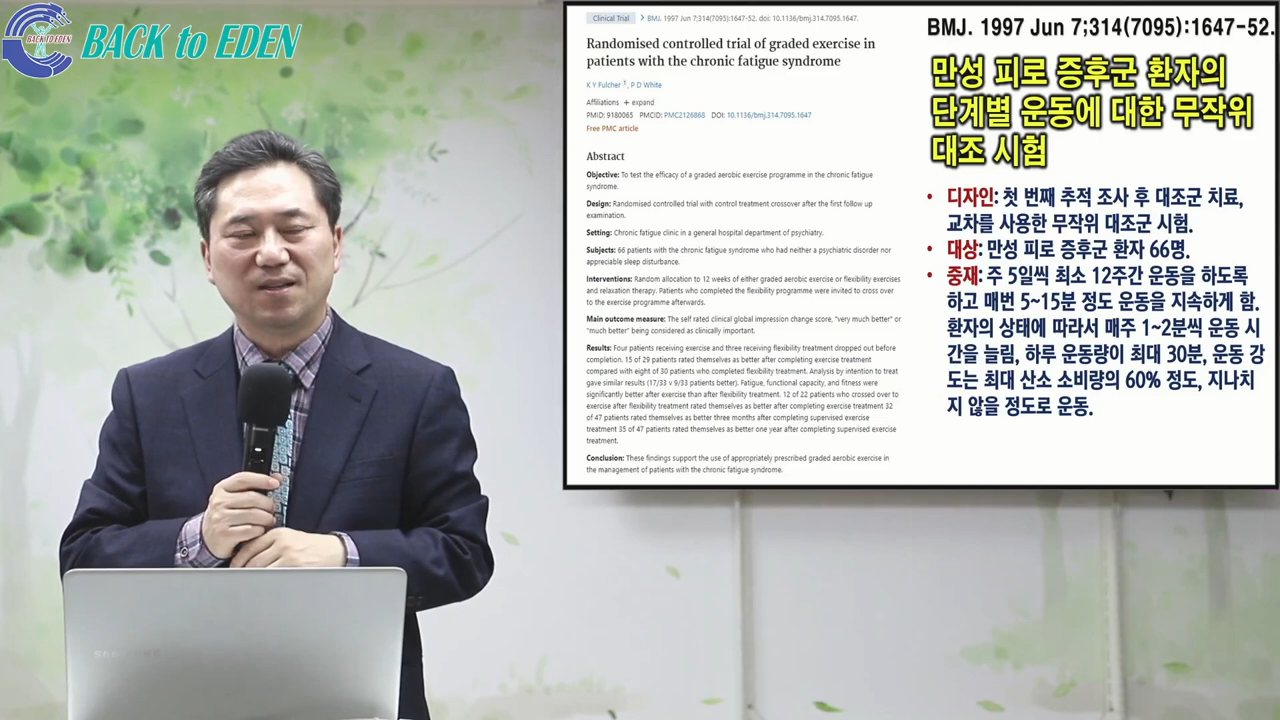 BACK to EDEN
BACK TO EDEN
Clinical Trial > BMJ. 1997 Jun 7;314(7095):1647-52. doi: 10.1136/bmj.314.7095.1647.
Randomised controlled trial of graded exercise in
patients with the chronic fatigue syndrome
K Y Fulcher 1, P D White
Affiliations + expand
PMID: 9180065 PMCID: PMC2126868 DOI: 10.1136/bmj.314.7095.1647
Free PMC article
Abstract
Objective: To test the efficacy of a graded aerobic exercise programme in the chronic fatigue
syndrome.
Design: Randomised controlled trial with control treatment crossover after the first follow up
examination.
Setting: Chronic fatigue clinic in a general hospital department of psychiatry.
Subjects: 66 patients with the chronic fatigue syndrome who had neither a psychiatric disorder nor
appreciable sleep disturbance.
Interventions: Random allocation to 12 weeks of either graded aerobic exercise or flexibility exercises
and relaxation therapy. Patients who completed the flexibility programme were invited to cross over
to the exercise programme afterwards.
Main outcome measure: The self rated clinical global impression change score, "very much better" or
"much better" being considered as clinically important.
Results: Four patients receiving exercise and three receiving flexibility treatment dropped out before
completion. 15 of 29 patients rated themselves as better after completing exercise treatment
compared with eight of 30 patients who completed flexibility treatment. Analysis by intention to treat
gave similar results (17/33 v 9/33 patients better). Fatigue, functional capacity, and fitness were
significantly better after exercise than after flexibility treatment. 12 of 22 patients who crossed over to
exercise after flexibility treatment rated themselves as better after completing exercise treatment 32
of 47 patients rated themselves as better three months after completing supervised exercise
treatment 35 of 47 patients rated themselves as better one year after completing supervised exercise
treatment.
Conclusion: These findings support the use of appropriately prescribed graded aerobic exercise in
the management of patients with the chronic fatigue syndrome.
BMJ. 1997 Jun 7;314(7095):1647-52.
만성 피로 증후군 환자의
단계별 운동에 대한 무작위
대조 시험
• 디자인: 첫 번째 추적 조사 후 대조군 치료,
교차를 사용한 무작위 대조군 시험.
• 대상: 만성 피로 증후군 환자 66명.
• 중재: 주 5일씩 최소 12주간 운동을 하도록
하고 매번 5~15분 정도 운동을 지속하게 함.
환자의 상태에 따라서 매주 1~2분씩 운동 시
간을 늘림, 하루 운동량이 최대 30분, 운동 강
도는 최대 산소 소비량의 60% 정도, 지나치
지 않을 정도로 운동.